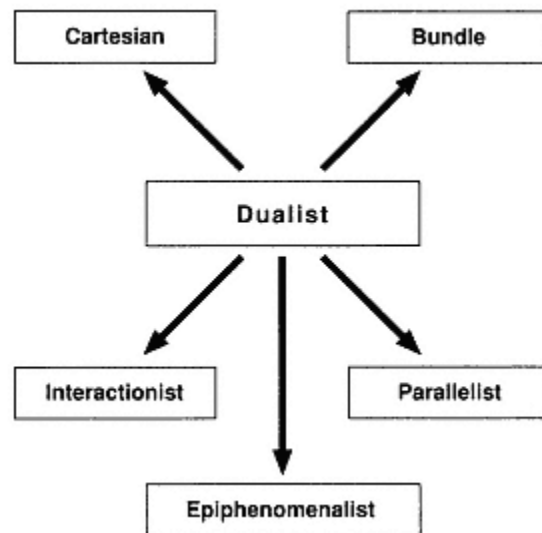 Cartesian
Bundle
Dualist
Interactionist
Parallelist
Epiphenomenalist